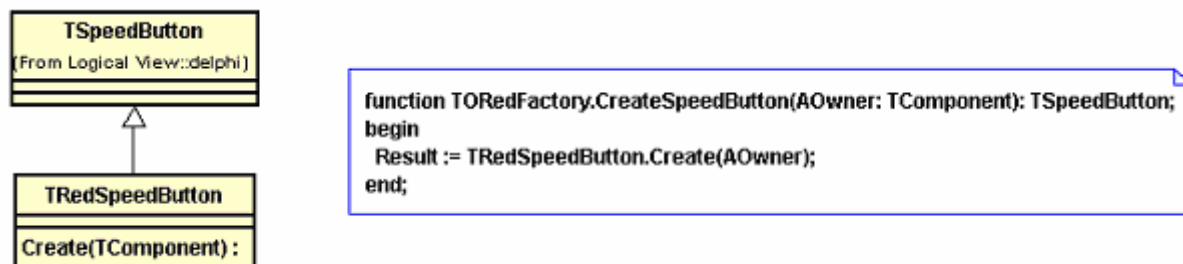 TSpeedButton
(From Logical View::delphi)
TRedSpeedButton
Create(TComponent) :
function TORedFactory.CreateSpeedButton(AOwner: TComponent): TSpeedButton;
begin
Result := TRedSpeedButton.Create(AOwner);
end;